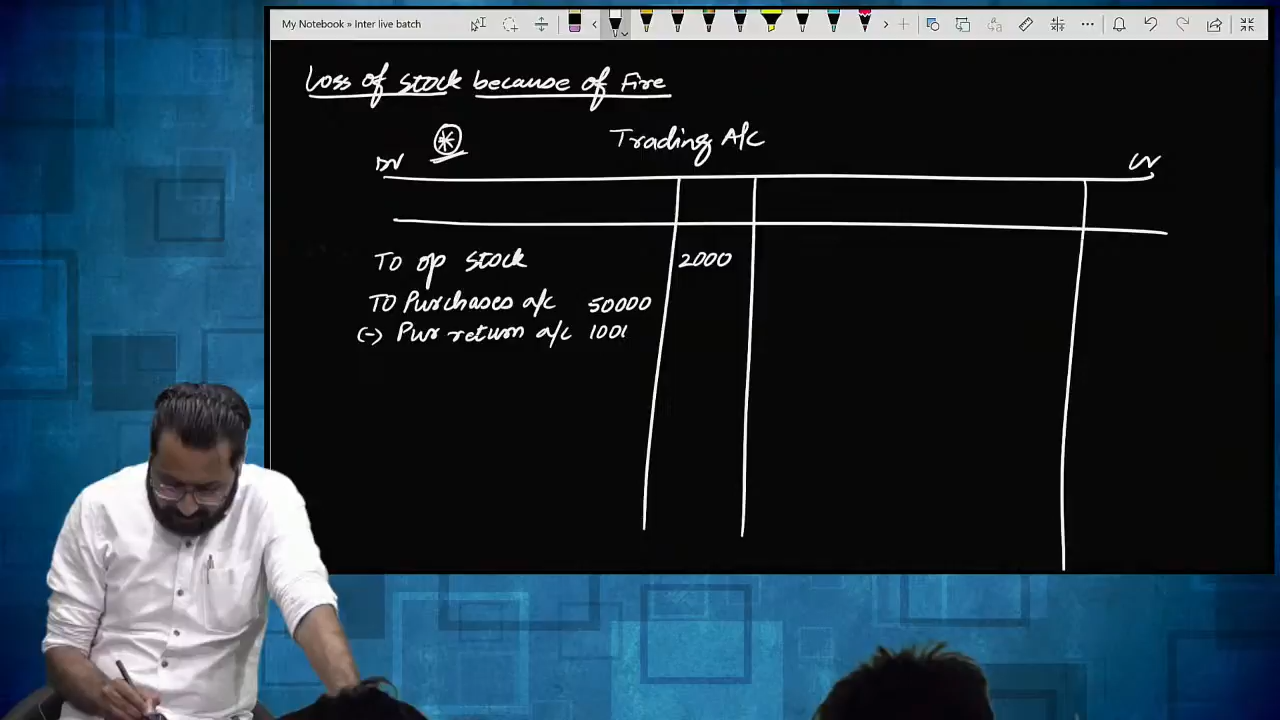 My Notebook » Inter live batch
Loss of stock because of Fire
Trading A/c
Dr
Cr
To op stock 2000
To Purchases a/c 50000
(-) Pur return a/c 100